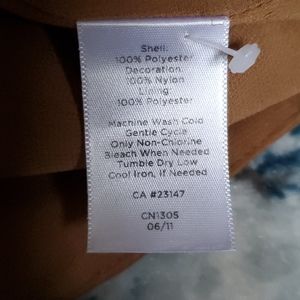 Shell:
100% Polyester
Decoration:
100% Nylon
Lining:
100% Polyester
Machine Wash Cold
Gentle Cycle
Only Non-Chlorine
Bleach When Needed
Tumble Dry Low
Cool Iron, If Needed
CA #23147
CN1305
06/11